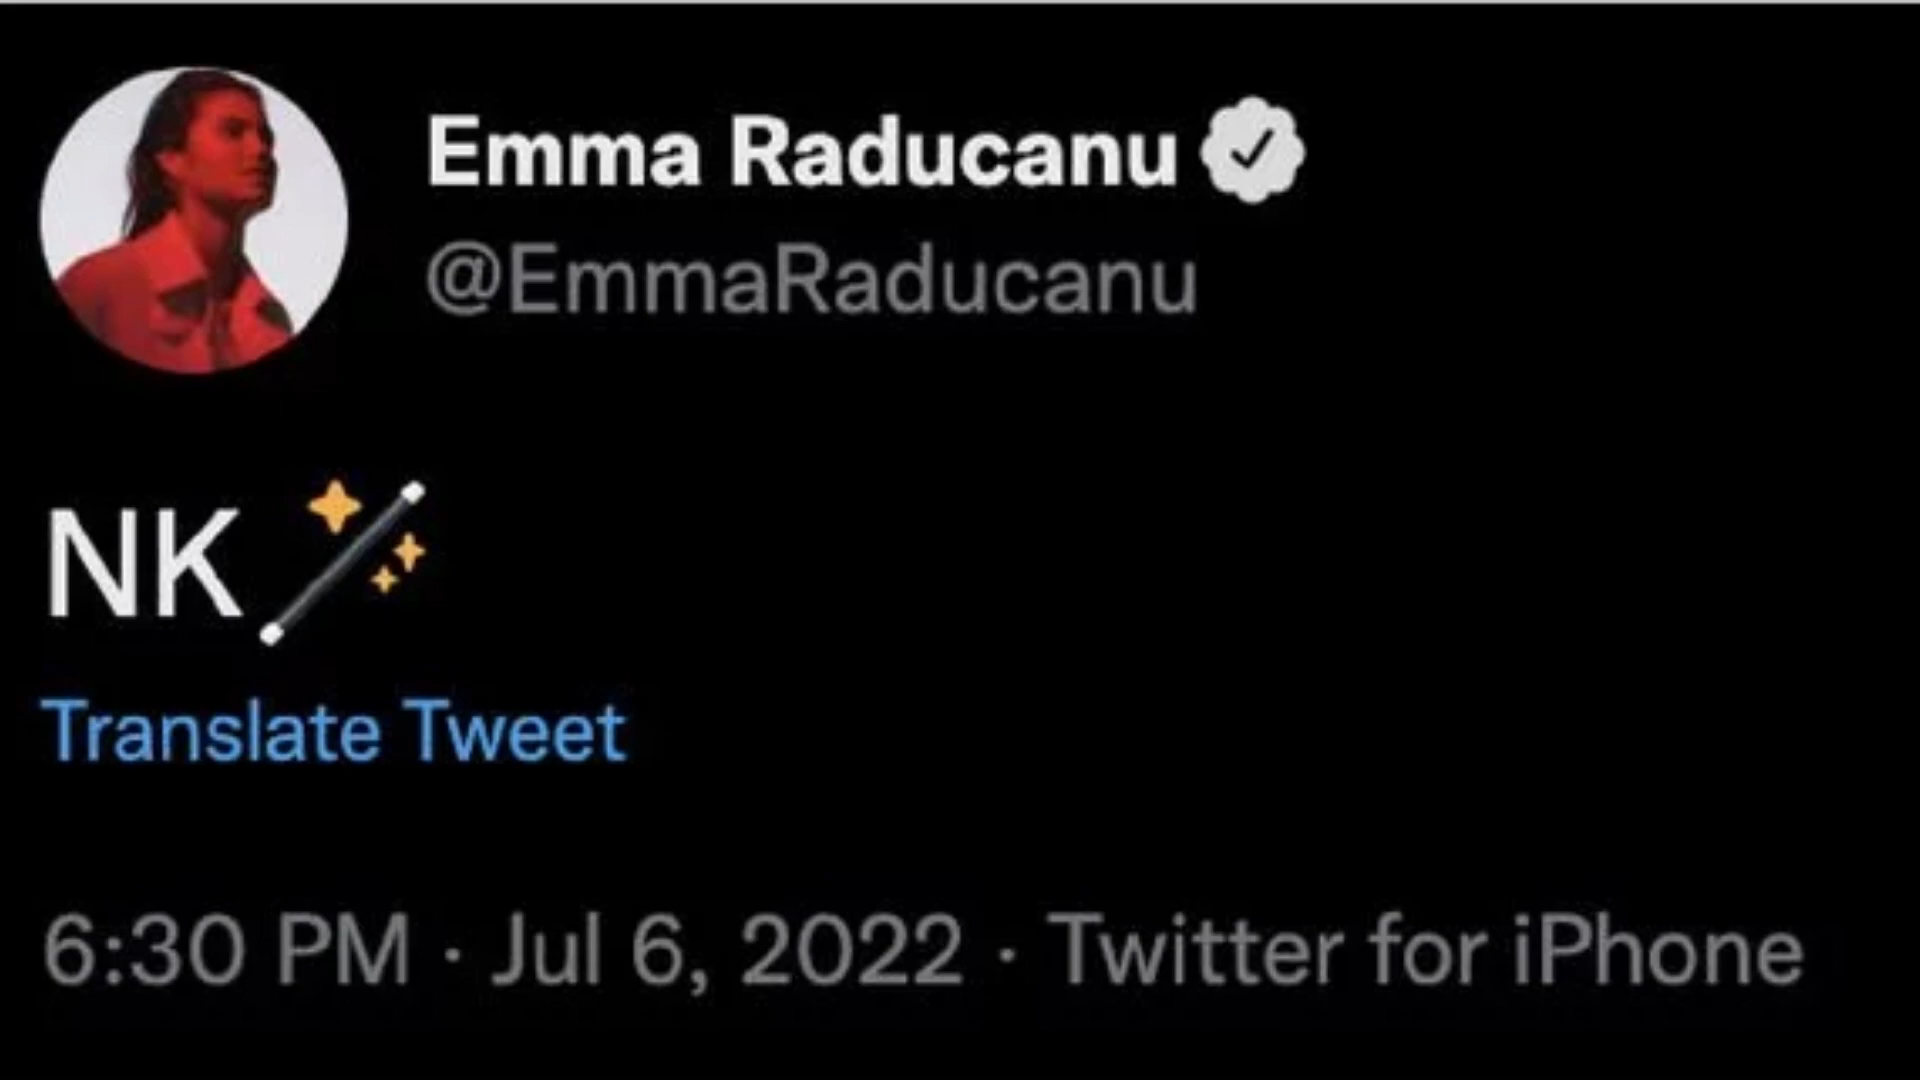 Emma Raducanu
@EmmaRaducanu
NK🪄
Translate Tweet
6:30 PM · Jul 6, 2022 · Twitter for iPhone